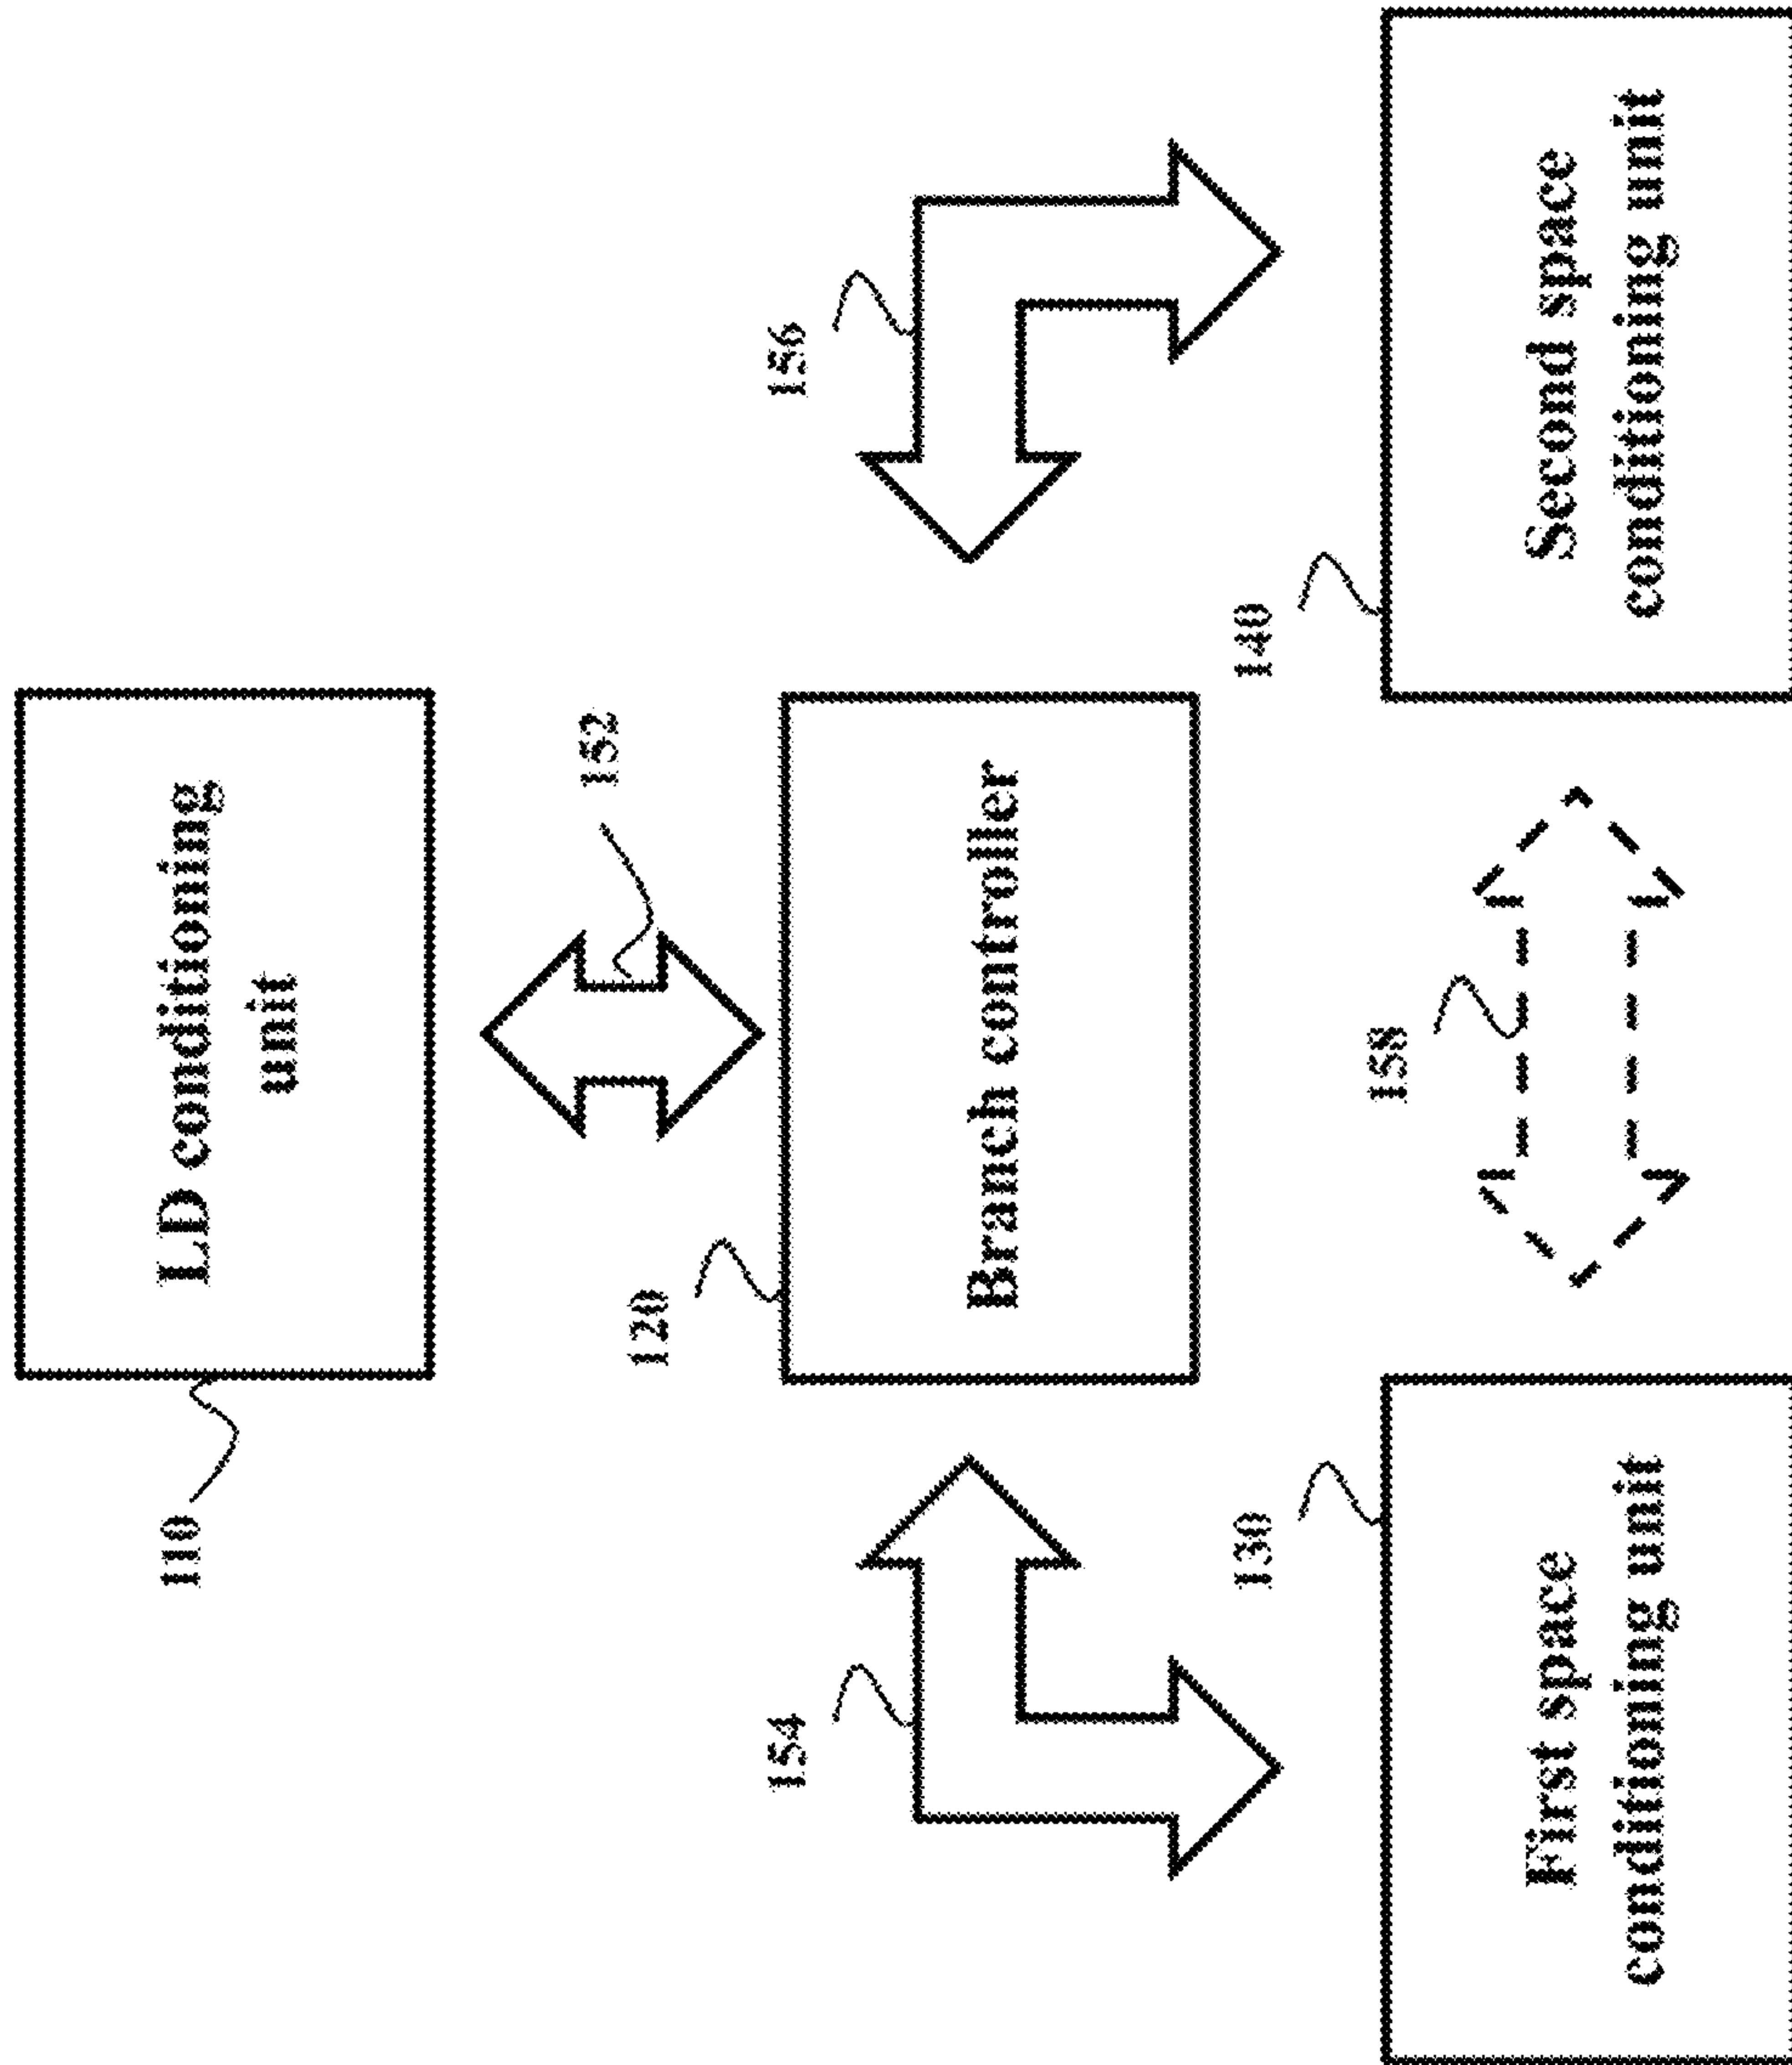 110
LD conditioning
unit
152
120
Branch controller
154
156
158
130
First space
conditioning unit
140
Second space
conditioning unit